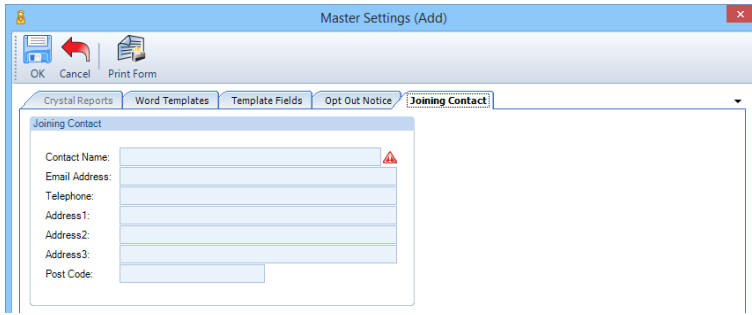 Master Settings (Add)
OK Cancel Print Form
Crystal Reports Word Templates Template Fields Opt Out Notice Joining Contact
Joining Contact
Contact Name:
Email Address:
Telephone:
Address1:
Address2:
Address3:
Post Code: